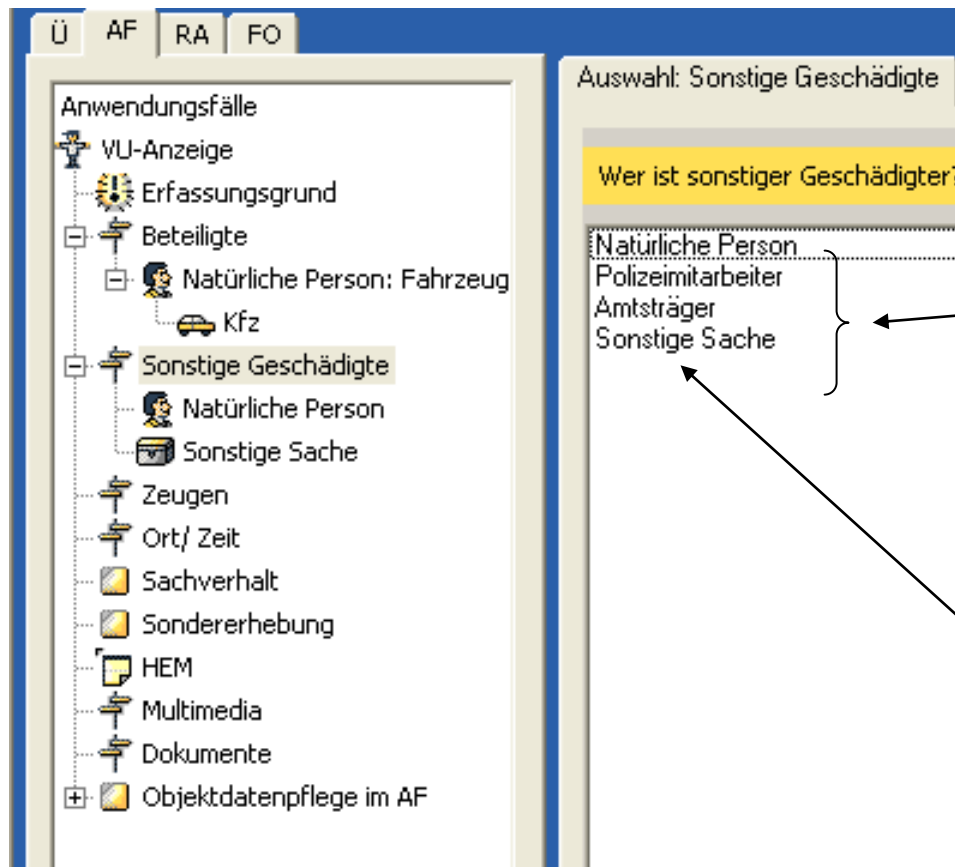 Ü AF RA FO
Anwendungsfälle
VU-Anzeige
Erfassungsgrund
Beteiligte
Natürliche Person: Fahrzeug
Kfz
Sonstige Geschädigte
Natürliche Person
Sonstige Sache
Zeugen
Ort/ Zeit
Sachverhalt
Sondererhebung
HEM
Multimedia
Dokumente
Objektdatenpflege im AF
Auswahl: Sonstige Geschädigte
Wer ist sonstiger Geschädigter?
Natürliche Person
Polizeimitarbeiter
Amtsträger
Sonstige Sache